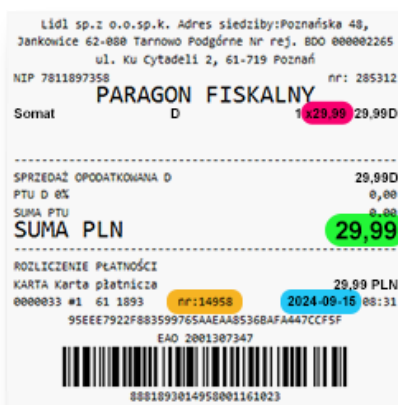 Lidl sp.z o.o.sp.k. Adres siedziby:Poznańska 48,
Jankowice 62-080 Tarnowo Podgórne Nr rej. BDO 000002265
ul. Ku Cytadeli 2, 61-719 Poznań
NIP 7811897358 nr: 285312
PARAGON FISKALNY
Somat D 1 x29,99 29,99D
SPRZEDAŻ OPODATKOWANA D 29,99D
PTU D 0% 0,00
SUMA PTU 0.00
SUMA PLN 29,99
ROZLICZENIE PŁATNOŚCI
KARTA Karta płatnicza 29,99 PLN
0000033 #1 61 1893 nr:14958 2024-09-15 08:31
95EEE7922F883599765AAEAA8536BAFA447CCF5F
EAO 2001307347
8881893014958001161023